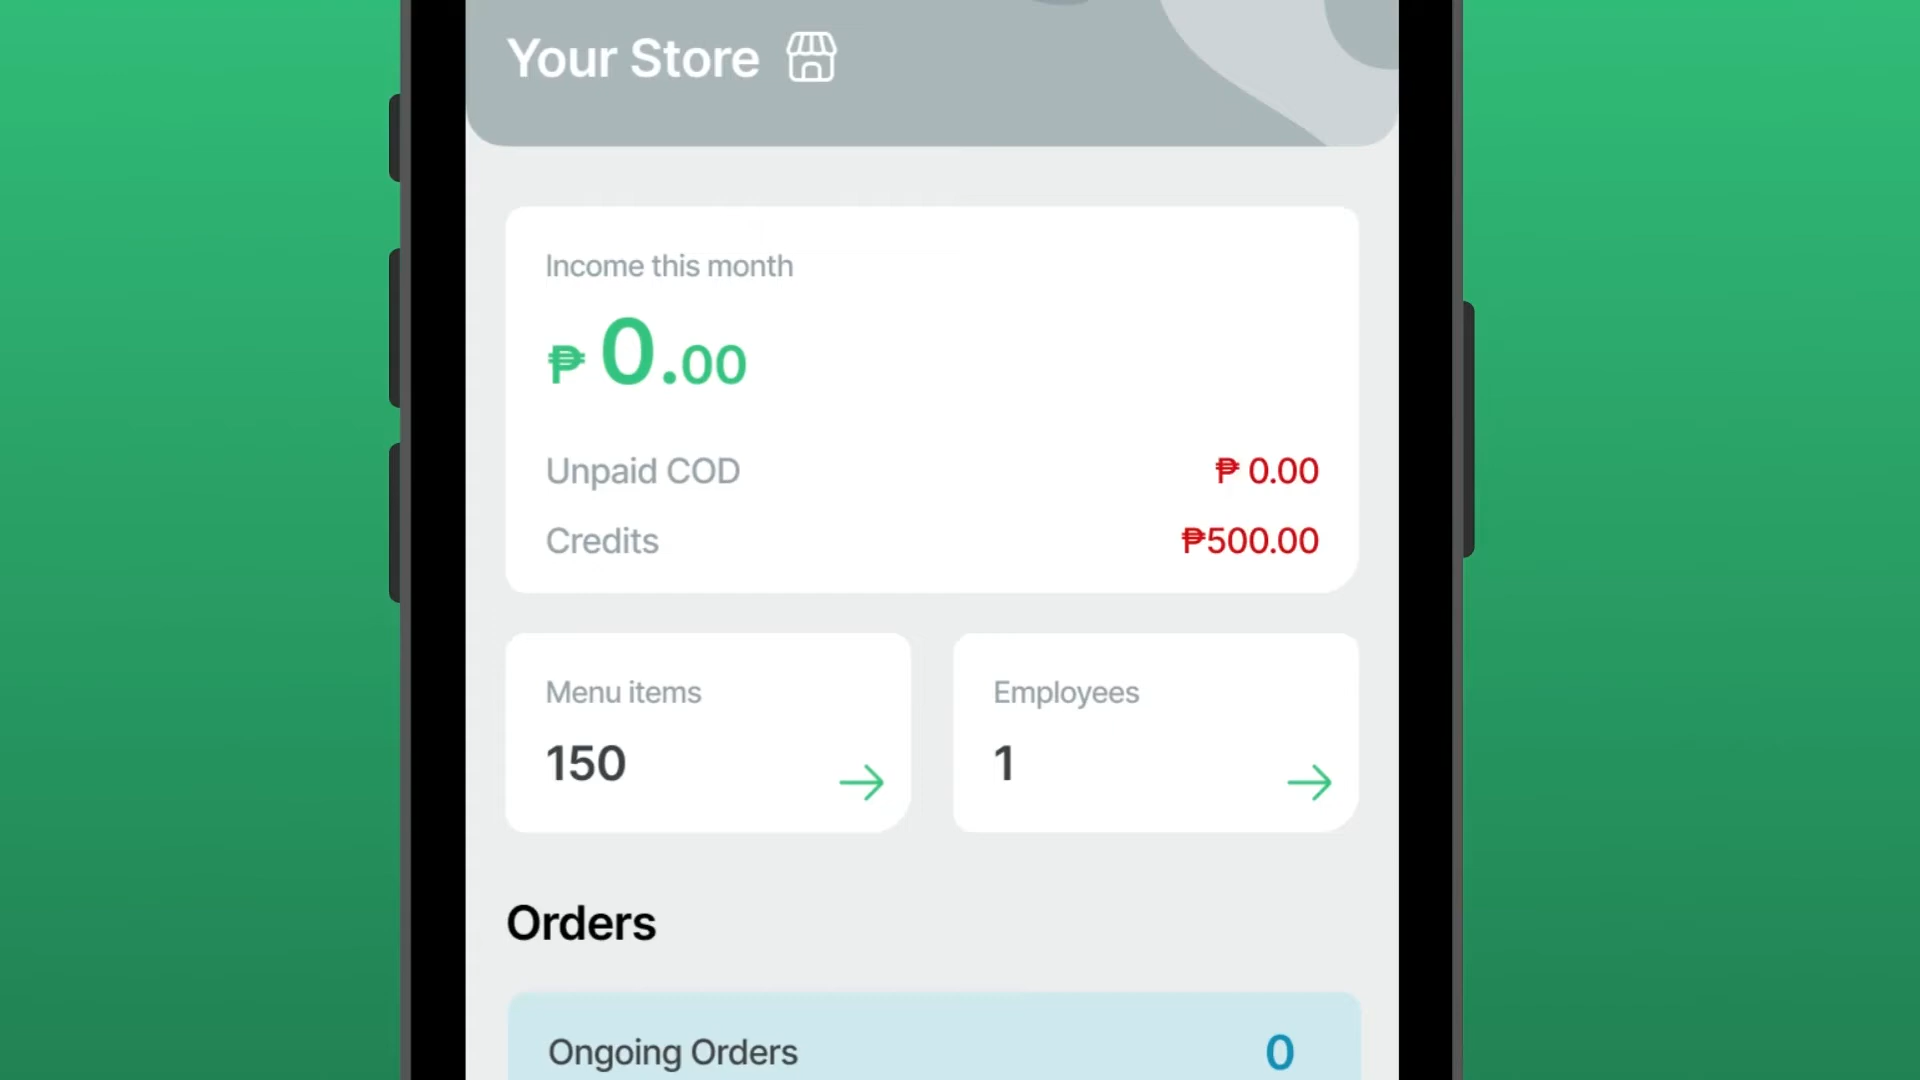 Your Store
Income this month
₱ 0.00
Unpaid COD ₱ 0.00
Credits ₱500.00
Menu items
150
Employees
1
Orders
Ongoing Orders 0